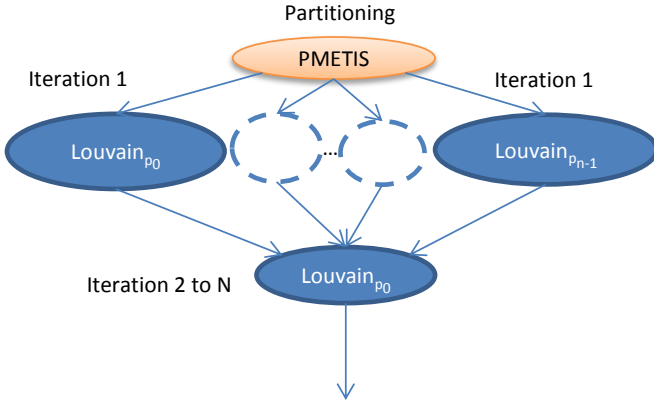 Partitioning
PMETIS
Iteration 1
Iteration 1
Louvainp0
...
Louvainpn-1
Iteration 2 to N
Louvainp0